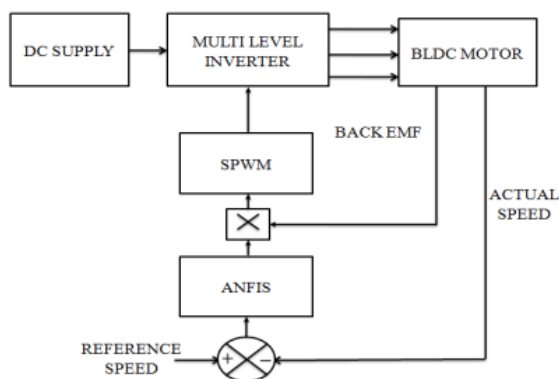 DC SUPPLY
MULTI LEVEL
INVERTER
BLDC MOTOR
BACK EMF
SPWM
ACTUAL
SPEED
ANFIS
REFERENCE
SPEED
+
−